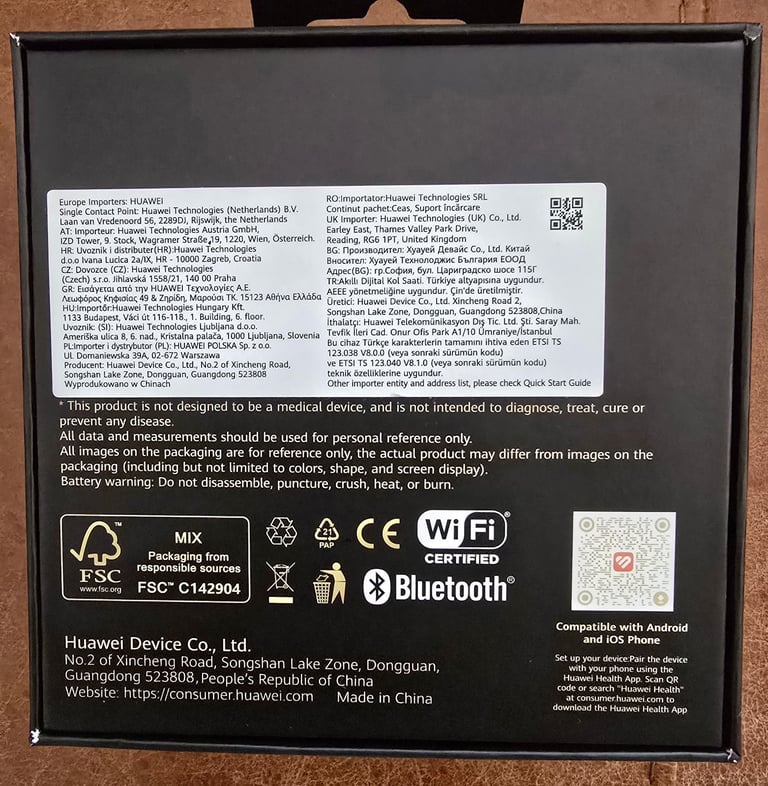 Europe Importers: HUAWEI
Single Contact Point: Huawei Technologies (Netherlands) B.V.
Laan van Vredenoord 56, 2289DJ, Rijswijk, the Netherlands
AT: Importeur: Huawei Technologies Austria GmbH,
IZD Tower, 9. Stock, Wagramer Straße 19, 1220, Wien, Österreich.
HR: Uvoznik i distributer(HR):Huawei Technologies
d.o.o Ivana Lucica 2a/IX, HR - 10000 Zagreb, Croatia
CZ: Dovozce (CZ): Huawei Technologies
(Czech) s.r.o. Jihlavská 1558/21, 140 00 Praha
GR: Εισάγεται από την HUAWEI Τεχνολογίες Α.Ε.
Λεωφόρος Κηφισίας 49 & Ζηρίδη, Μαρούσι ΤΚ. 15123 Αθήνα Ελλάδα
HU:Importőr:Huawei Technologies Hungary Kft.
1133 Budapest, Váci út 116-118., 1. Building, 6. floor.
Uvoznik: (SI): Huawei Technologies Ljubljana d.o.o.
Ameriška ulica 8, 6. nad., Kristalna palača, 1000 Ljubljana, Slovenia
PL:Importer i dystrybutor (PL): HUAWEI POLSKA Sp. z o.o.
Ul. Domaniewska 39A, 02-672 Warszawa
Producent: Huawei Device Co., Ltd., No.2 of Xincheng Road,
Songshan Lake Zone, Dongguan, Guangdong 523808
Wyprodukowano w Chinach
RO:Importator:Huawei Technologies SRL
Continut pachet:Ceas, Suport încărcare
UK Importer: Huawei Technologies (UK) Co., Ltd.
Earley East, Thames Valley Park Drive,
Reading, RG6 1PT, United Kingdom
BG: Производител: Хуауей Девайс Co., Ltd. Китай
Вносител: Хуауей Технолоджис България ЕООД
Адрес(BG): гр.София, бул. Цариградско шосе 115Г
TR:Akıllı Dijital Kol Saati. Türkiye altyapısına uygundur.
AEEE yönetmeliğine uygundur. Çin'de üretilmiştir.
Üretici: Huawei Device Co., Ltd. Xincheng Road 2,
Songshan Lake Zone, Dongguan, Guangdong 523808,China
İthalatçı: Huawei Telekomünikasyon Dış Tic. Ltd. Şti. Saray Mah.
Tevfik İleri Cad. Onur Ofis Park A1/10 Ümraniye/İstanbul
Bu cihaz Türkçe karakterlerin tamamını ihtiva eden ETSI TS
123.038 V8.0.0 (veya sonraki sürümün kodu)
ve ETSI TS 123.040 V8.1.0 (veya sonraki sürümün kodu)
teknik özelliklerine uygundur.
Other importer entity and address list, please check Quick Start Guide
* This product is not designed to be a medical device, and is not intended to diagnose, treat, cure or
prevent any disease.
All data and measurements should be used for personal reference only.
All images on the packaging are for reference only, the actual product may differ from images on the
packaging (including but not limited to colors, shape, and screen display).
Battery warning: Do not disassemble, puncture, crush, heat, or burn.
FSC
www.fsc.org
MIX
Packaging from
responsible sources
FSC™ C142904
21
PAP
CE
Wi Fi®
CERTIFIED
Bluetooth®
Compatible with Android
and iOS Phone
Set up your device:Pair the device
with your phone using the
Huawei Health App. Scan QR
code or search "Huawei Health"
at consumer.huawei.com to
download the Huawei Health App
Huawei Device Co., Ltd.
No.2 of Xincheng Road, Songshan Lake Zone, Dongguan,
Guangdong 523808, People's Republic of China
Website: https://consumer.huawei.com Made in China